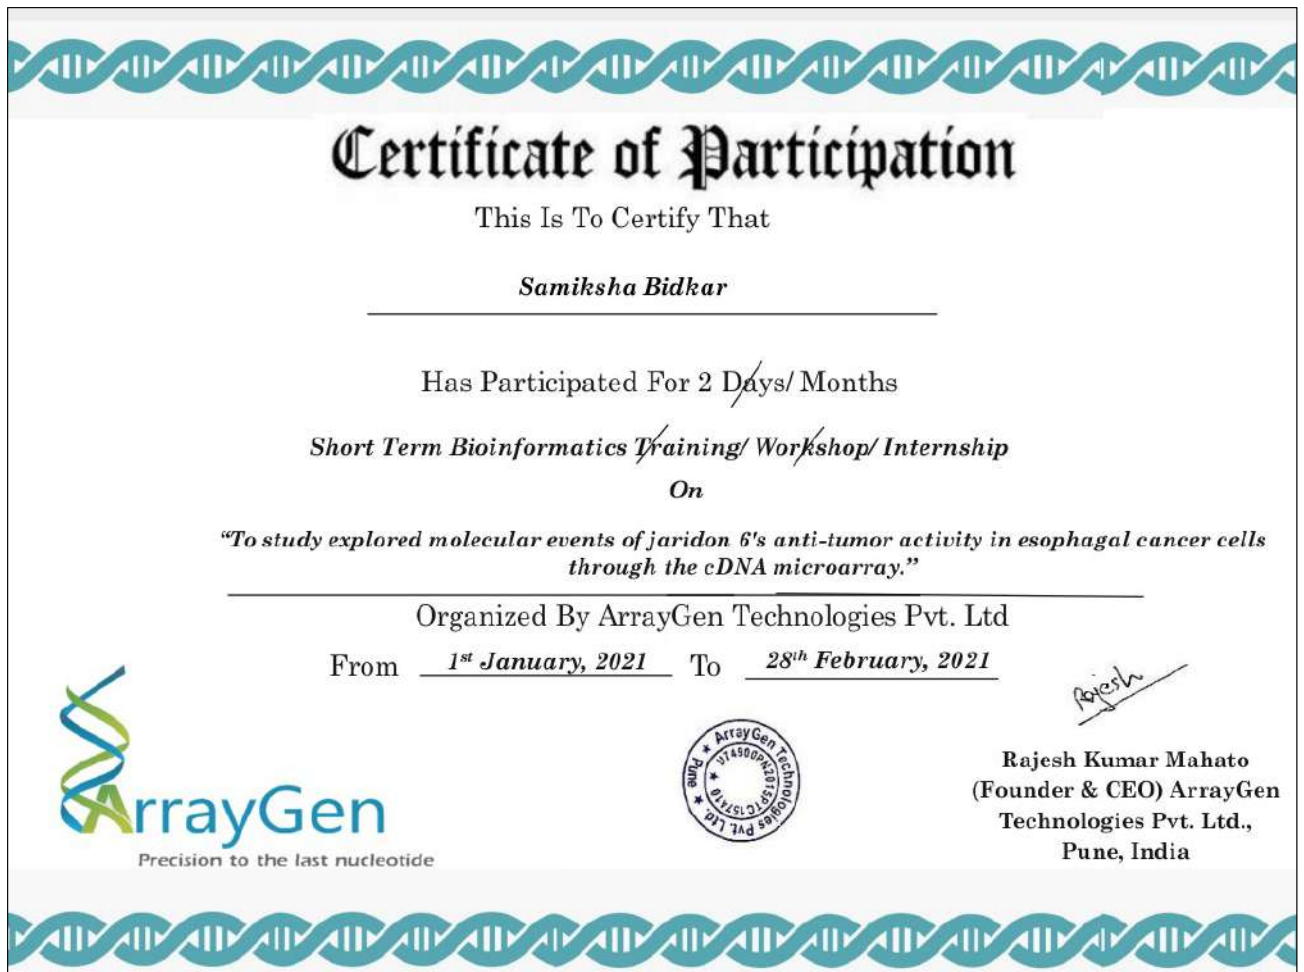 Certificate of Participation
This Is To Certify That
Samiksha Bidkar
Has Participated For 2 Days/ Months
Short Term Bioinformatics Training/ Workshop/ Internship
On
“To study explored molecular events of jaridon 6's anti-tumor activity in esophagal cancer cells
through the cDNA microarray.”
Organized By ArrayGen Technologies Pvt. Ltd
From 1st January, 2021 To 28th February, 2021
Rajesh
ArrayGen Technologies Pvt. Ltd. ★ Pune ★
U74900PN2015PTC157410 ★
Rajesh Kumar Mahato
(Founder & CEO) ArrayGen
Technologies Pvt. Ltd.,
Pune, India
ArrayGen
Precision to the last nucleotide